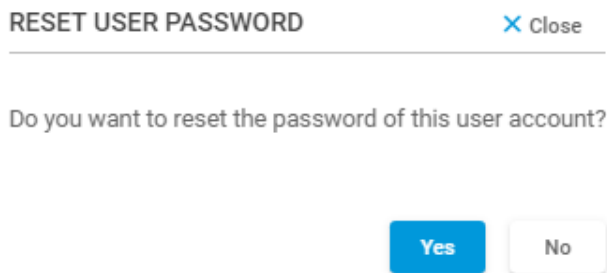 RESET USER PASSWORD Close
Do you want to reset the password of this user account?
Yes No